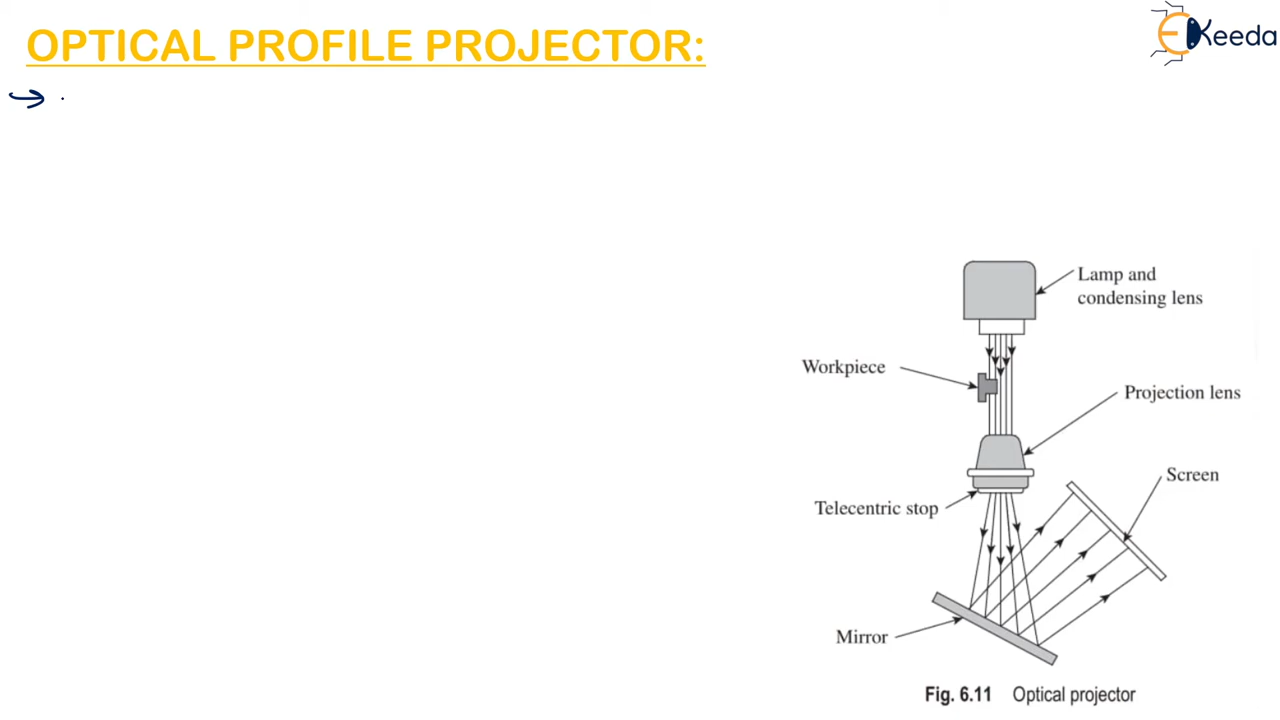 OPTICAL PROFILE PROJECTOR:
EKeeda
Lamp and
condensing lens
Workpiece
Projection lens
Screen
Telecentric stop
Mirror
Fig. 6.11 Optical projector